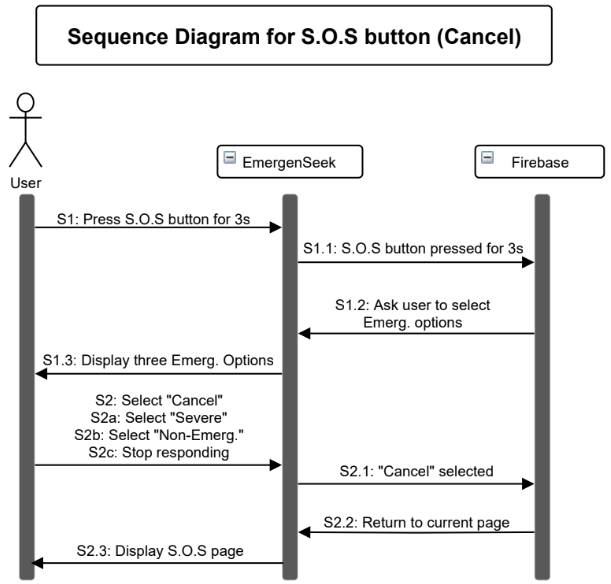 Sequence Diagram for S.O.S button (Cancel)
User
EmergenSeek
Firebase
S1: Press S.O.S button for 3s
S1.1: S.O.S button pressed for 3s
S1.2: Ask user to select
Emerg. options
S1.3: Display three Emerg. Options
S2: Select "Cancel"
S2a: Select "Severe"
S2b: Select "Non-Emerg."
S2c: Stop responding
S2.1: "Cancel" selected
S2.2: Return to current page
S2.3: Display S.O.S page